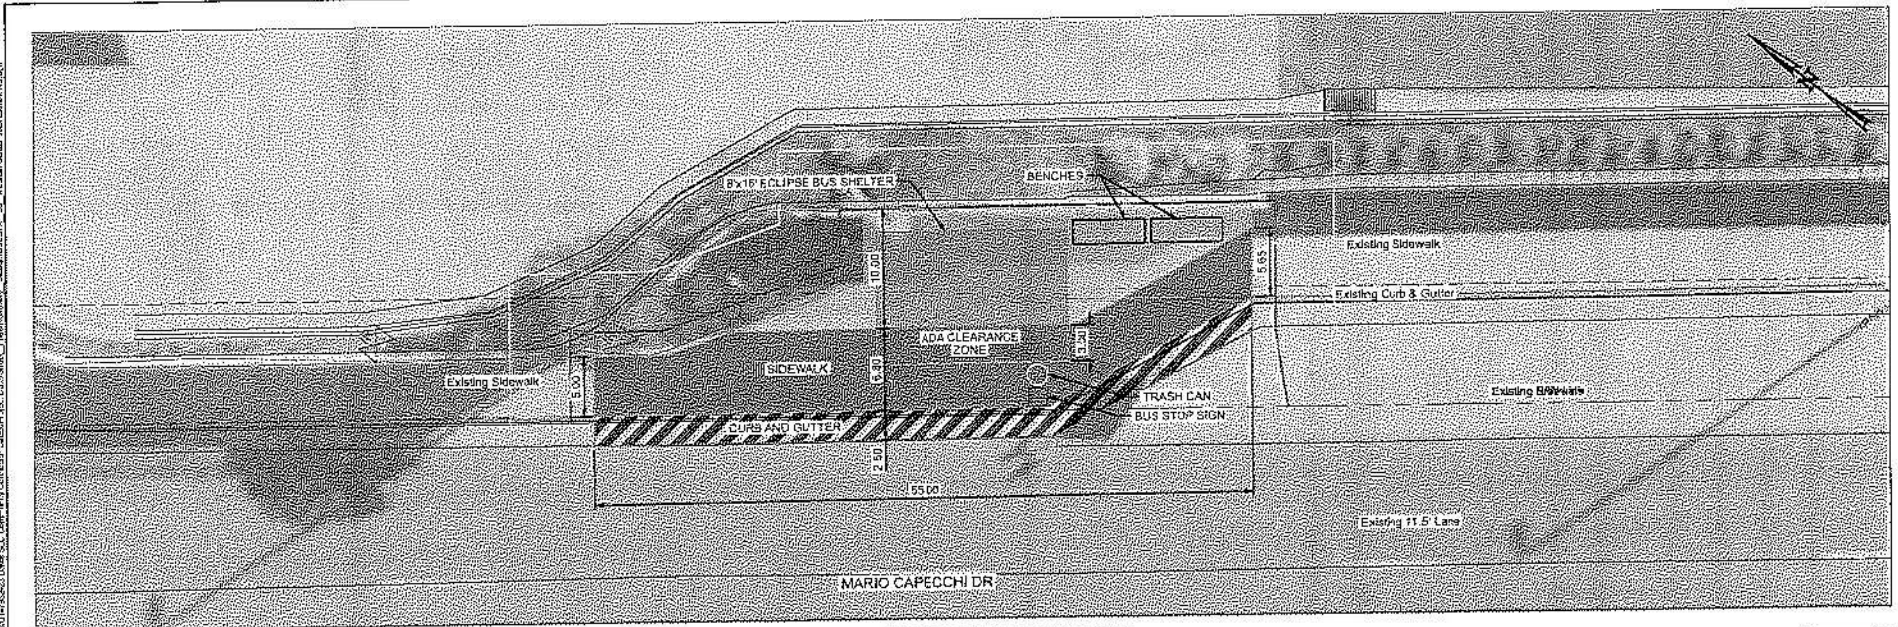 N
8'x16' ECLIPSE BUS SHELTER
BENCHES
Existing Sidewalk
10.00
5.65
Existing Curb & Gutter
ADA CLEARANCE
ZONE
SIDEWALK
6.80
Existing Sidewalk
5.00
TRASH CAN
BUS STOP SIGN
CURB AND GUTTER
2.50
55.00
Existing 11.5' Lane
MARIO CAPECCHI DR